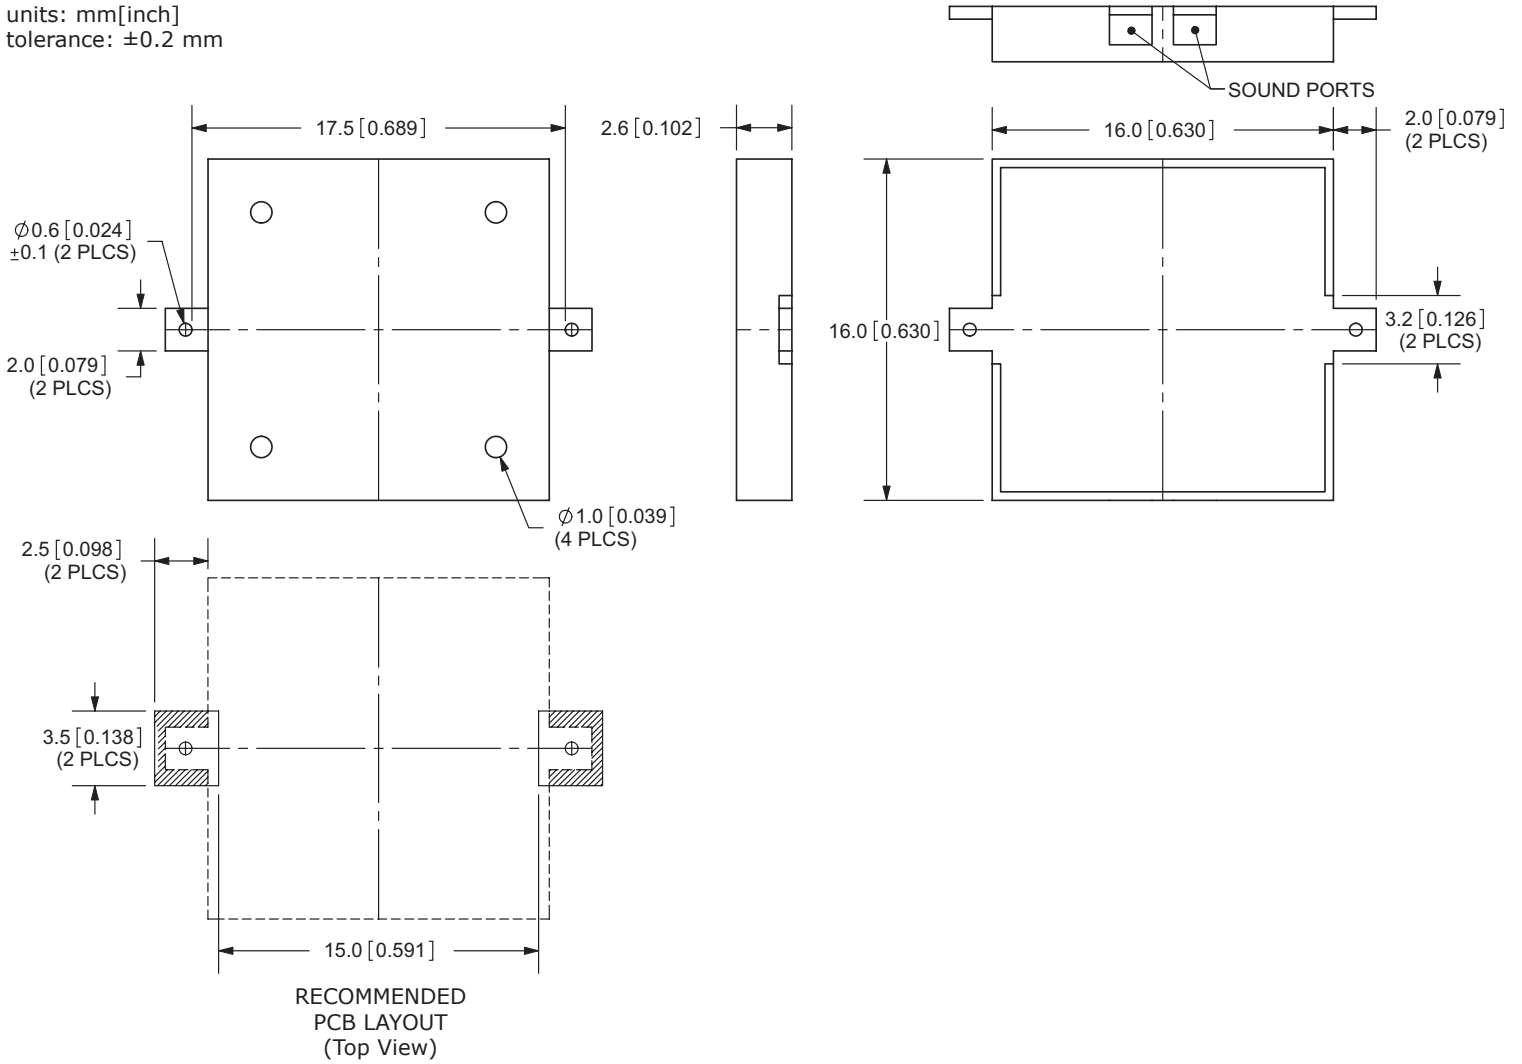 units: mm[inch]
tolerance: ±0.2 mm
SOUND PORTS
17.5 [0.689]
2.6 [0.102]
16.0 [0.630]
2.0 [0.079]
(2 PLCS)
Ø0.6 [0.024]
±0.1 (2 PLCS)
2.0 [0.079]
(2 PLCS)
16.0 [0.630]
3.2 [0.126]
(2 PLCS)
Ø1.0 [0.039]
(4 PLCS)
2.5 [0.098]
(2 PLCS)
3.5 [0.138]
(2 PLCS)
15.0 [0.591]
RECOMMENDED
PCB LAYOUT
(Top View)